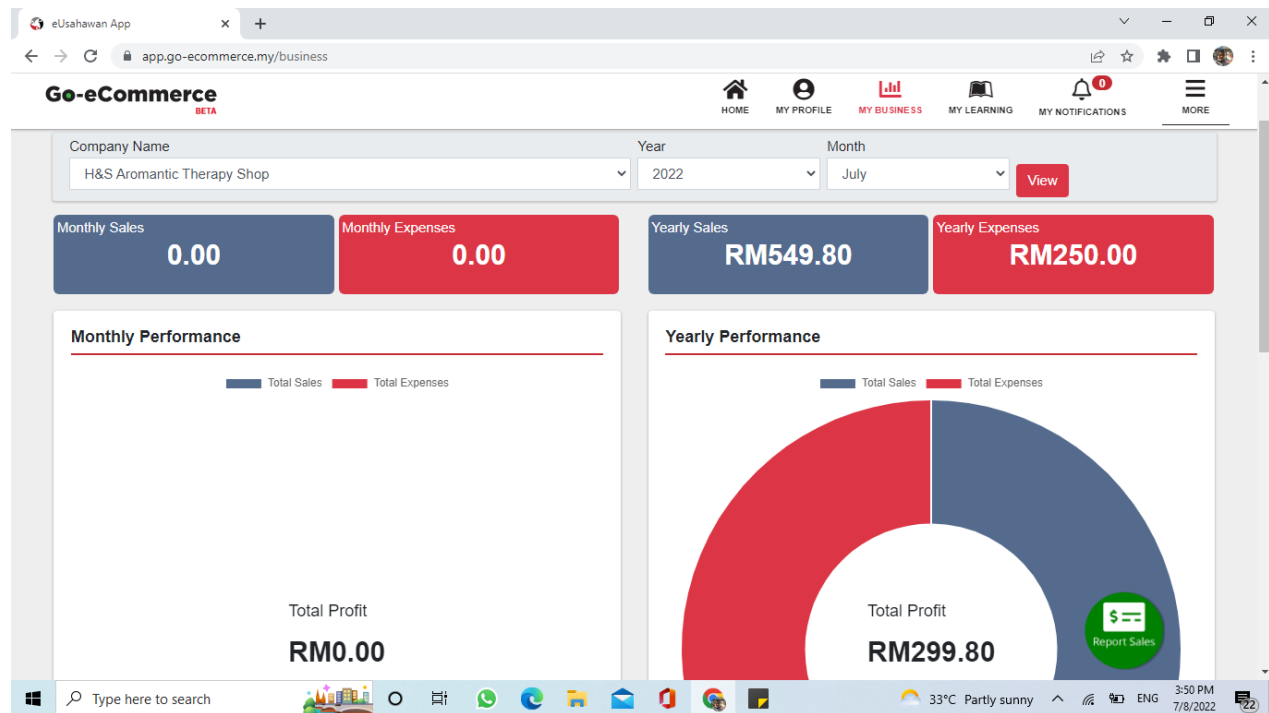 eUsahawan App
app.go-ecommerce.my/business
Go-eCommerce
BETA
HOME
MY PROFILE
MY BUSINESS
MY LEARNING
0
MY NOTIFICATIONS
MORE
Company Name
Year
Month
H&S Aromantic Therapy Shop
2022
July
View
Monthly Sales
0.00
Monthly Expenses
0.00
Yearly Sales
RM549.80
Yearly Expenses
RM250.00
Monthly Performance
Total Sales Total Expenses
Total Profit
RM0.00
Yearly Performance
Total Sales Total Expenses
Total Profit
RM299.80
$
Report Sales
Type here to search
33°C Partly sunny
ENG
3:50 PM
7/8/2022
22